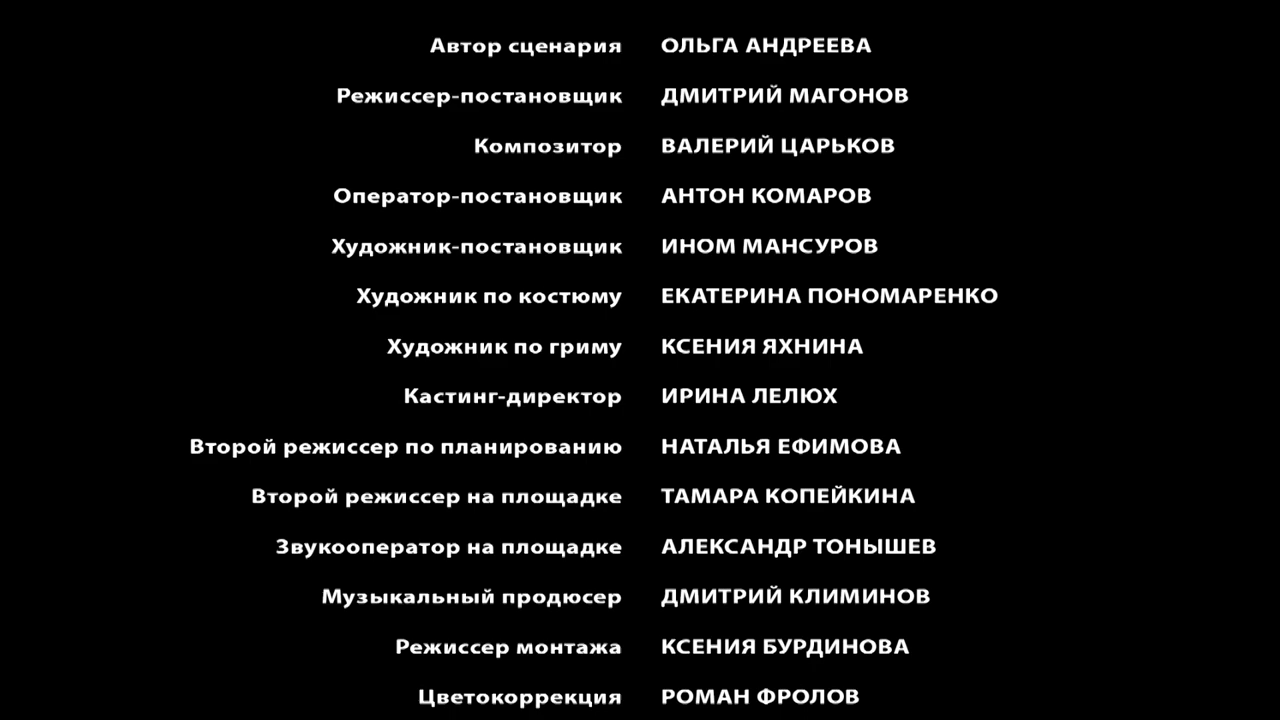 Автор сценария ОЛЬГА АНДРЕЕВА
Режиссер-постановщик ДМИТРИЙ МАГОНОВ
Композитор ВАЛЕРИЙ ЦАРЬКОВ
Оператор-постановщик АНТОН КОМАРОВ
Художник-постановщик ИНОМ МАНСУРОВ
Художник по костюму ЕКАТЕРИНА ПОНОМАРЕНКО
Художник по гриму КСЕНИЯ ЯХНИНА
Кастинг-директор ИРИНА ЛЕЛЮХ
Второй режиссер по планированию НАТАЛЬЯ ЕФИМОВА
Второй режиссер на площадке ТАМАРА КОПЕЙКИНА
Звукооператор на площадке АЛЕКСАНДР ТОНЫШЕВ
Музыкальный продюсер ДМИТРИЙ КЛИМИНОВ
Режиссер монтажа КСЕНИЯ БУРДИНОВА
Цветокоррекция РОМАН ФРОЛОВ